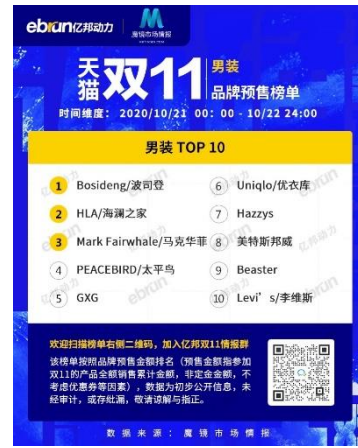 ebrun亿邦动力
魔镜市场情报
天猫 双11 男装
品牌预售榜单
时间维度： 2020/10/21 00：00 - 10/22 24:00
男装 TOP 10
1 Bosideng/波司登
2 HLA/海澜之家
3 Mark Fairwhale/马克华菲
4 PEACEBIRD/太平鸟
5 GXG
6 Uniqlo/优衣库
7 Hazzys
8 美特斯邦威
9 Beaster
10 Levi’s/李维斯
欢迎扫描榜单右侧二维码，加入亿邦双11情报群
该榜单按照品牌预售金额排名（预售金额指参加
双11的产品全额销售累计金额，非定金金额，不
考虑优惠券等因素），数据为初步公开信息，未
经审计，或存纰漏，敬请谅解与指正。
数据来源：魔镜市场情报